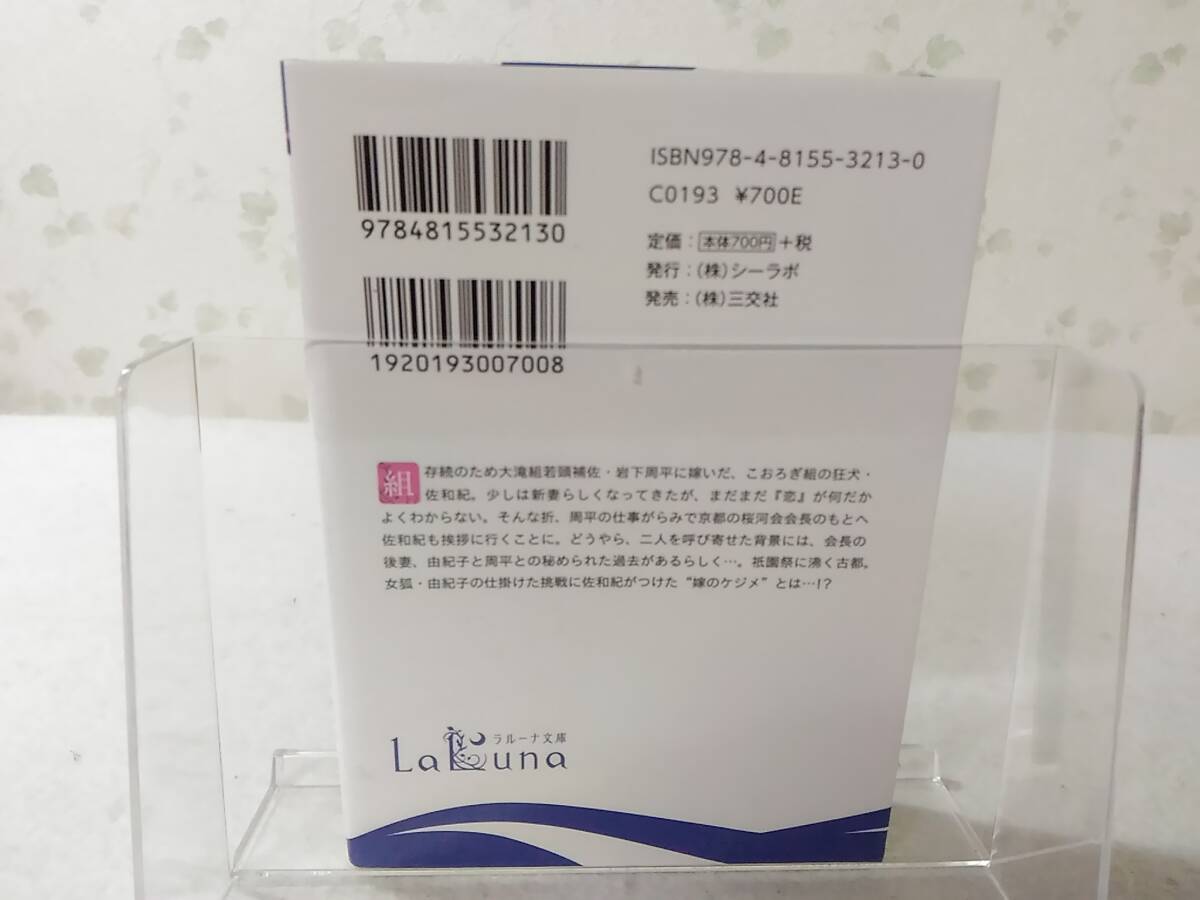 ISBN978-4-8155-3213-0
C0193 ¥700E
9784815532130
定価：本体700円+税
発行：(株)シーラボ
発売：(株)三交社
1920193007008
組存続のため大滝組若頭補佐・岩下周平に嫁いだ、こおろぎ組の狂犬・
佐和紀。少しは新妻らしくなってきたが、まだまだ『恋』が何だか
よくわからない。そんな折、周平の仕事がらみで京都の桜河会会長のもとへ
佐和紀も挨拶に行くことに。どうやら、二人を呼び寄せた背景には、会長の
後妻、由紀子と周平との秘められた過去があるらしく…。祇園祭に沸く古都。
女狐・由紀子の仕掛けた挑戦に佐和紀がつけた“嫁のケジメ”とは…!?
ラルーナ文庫
LaLuna